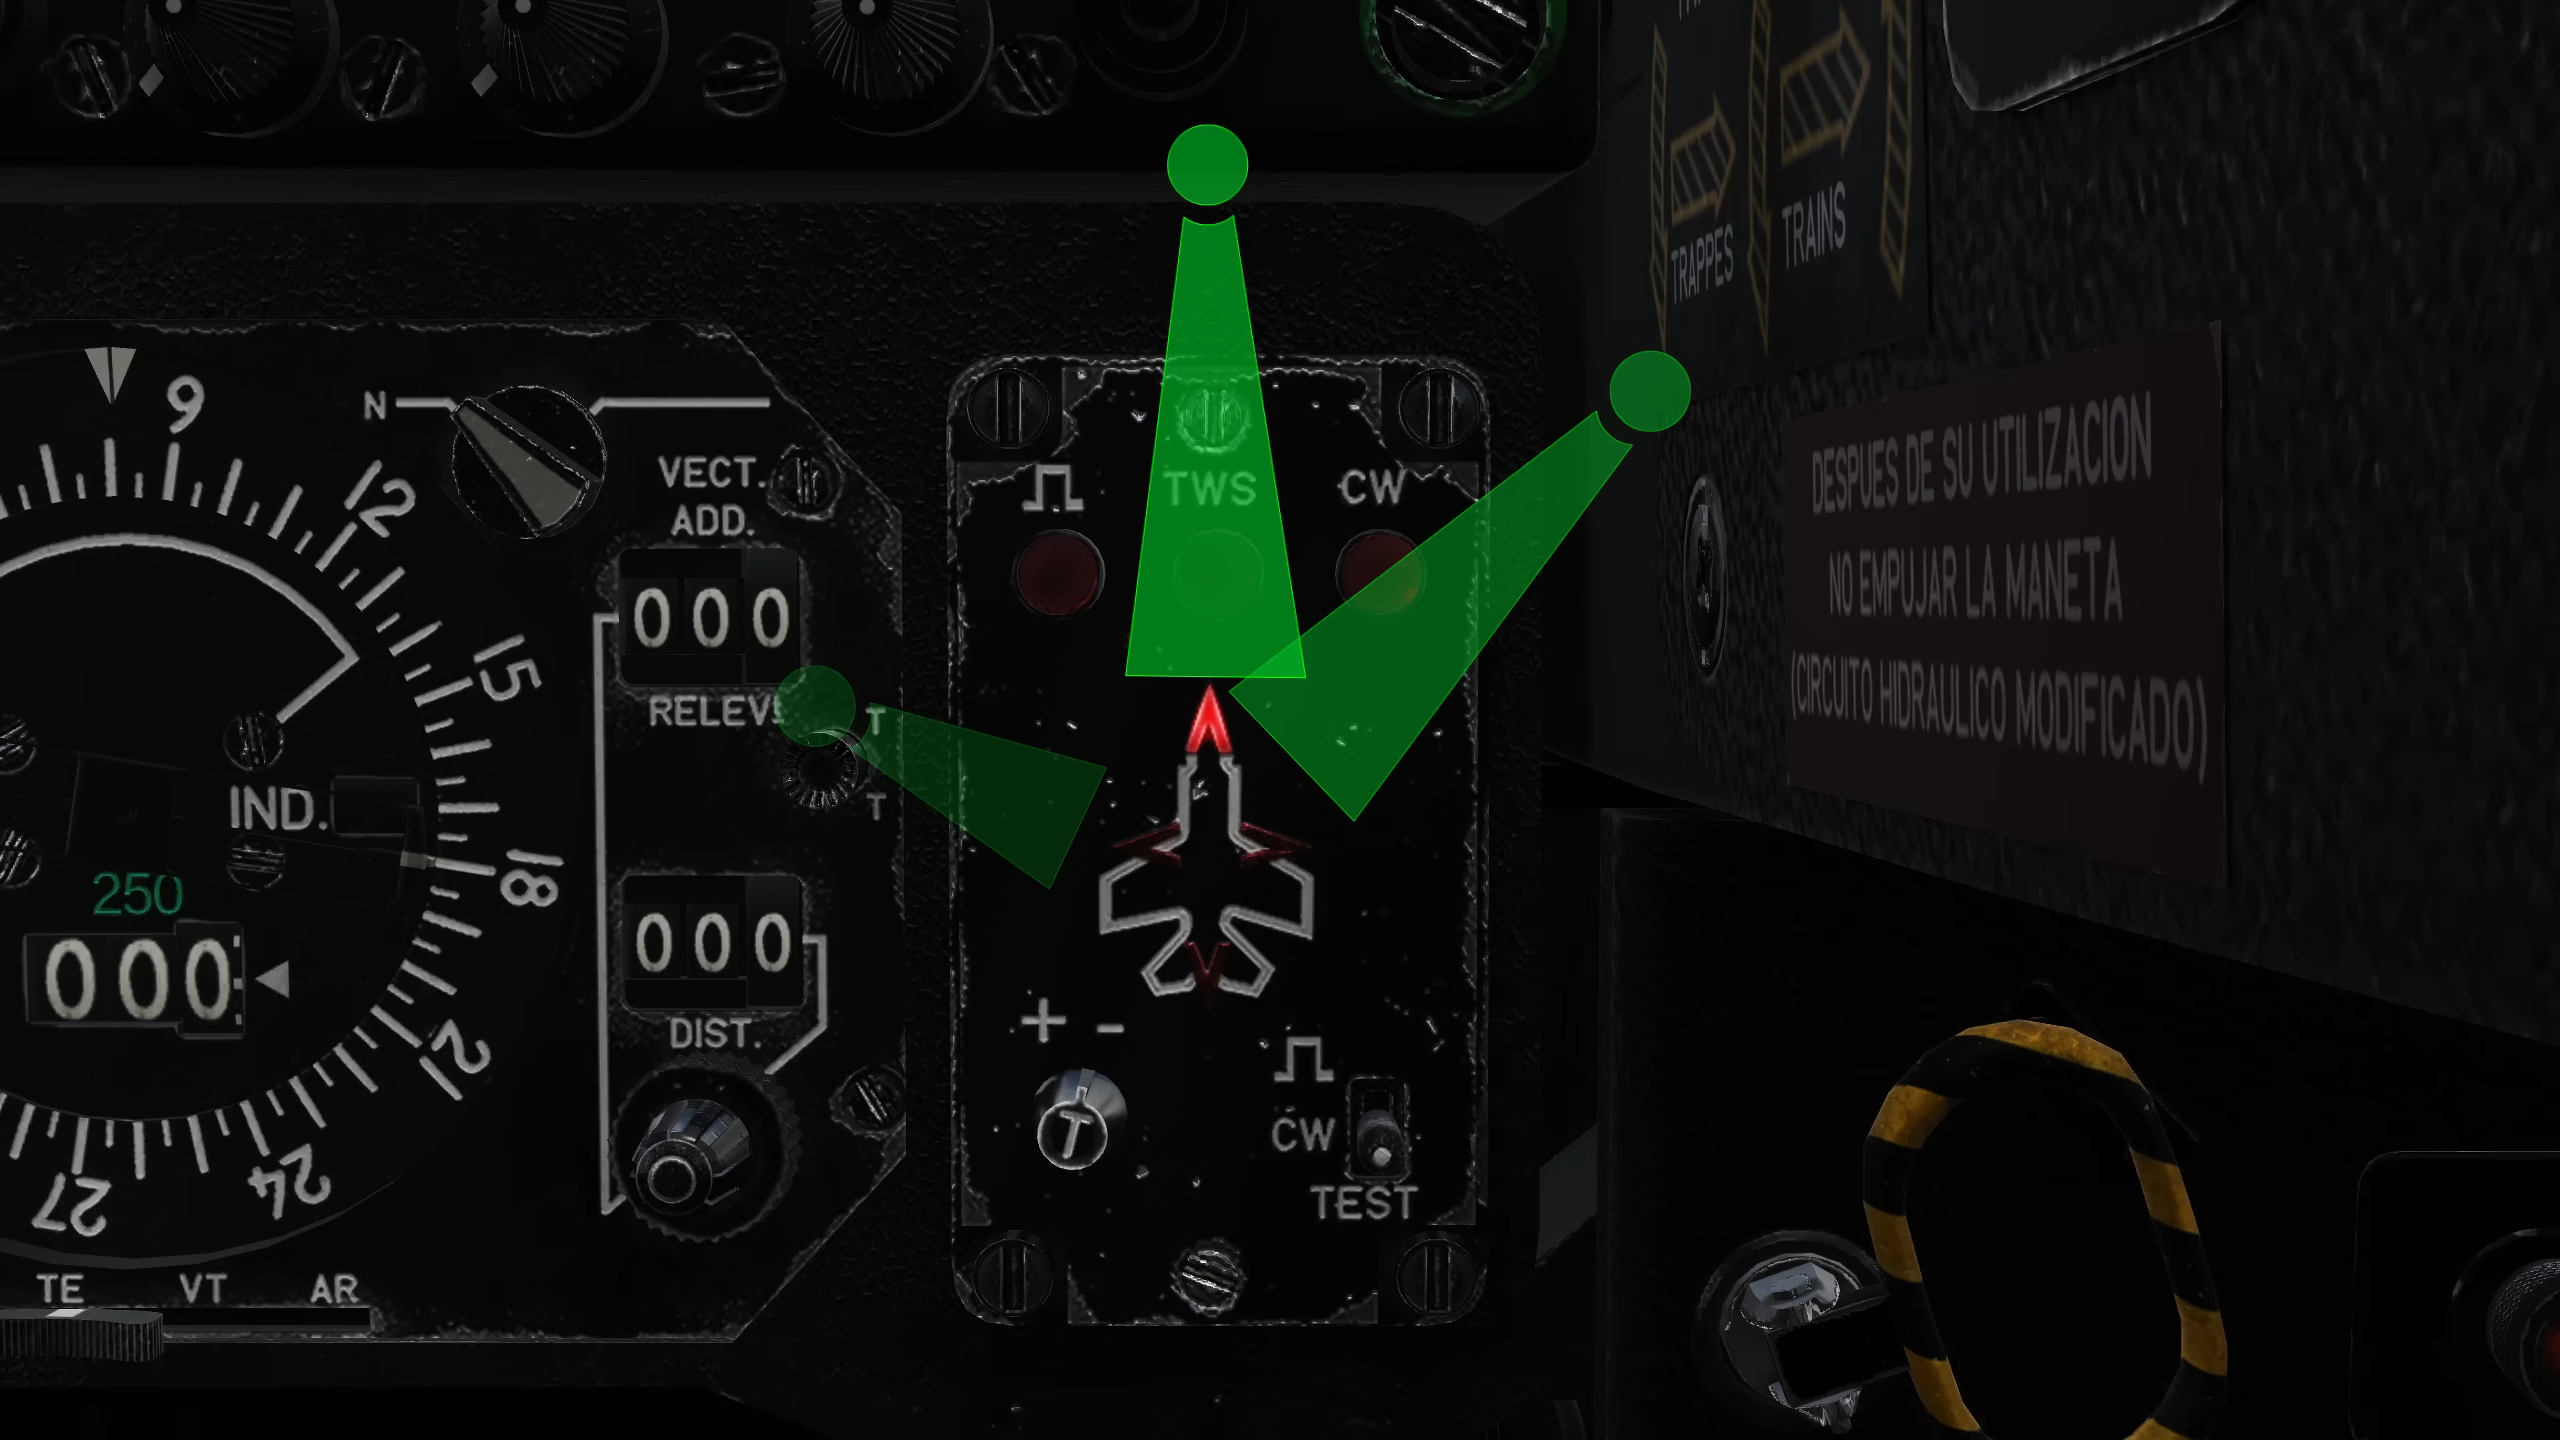 TRAPPES
TRAINS
N
9
12
15
18
21
24
27
VECT.
ADD.
000
RELEV.
T
T
IND.
250
000
000
DIST.
TE VT AR
TWS
CW
+ -
T
CW
TEST
DESPUES DE SU UTILIZACION
NO EMPUJAR LA MANETA
(CIRCUITO HIDRAULICO MODIFICADO)